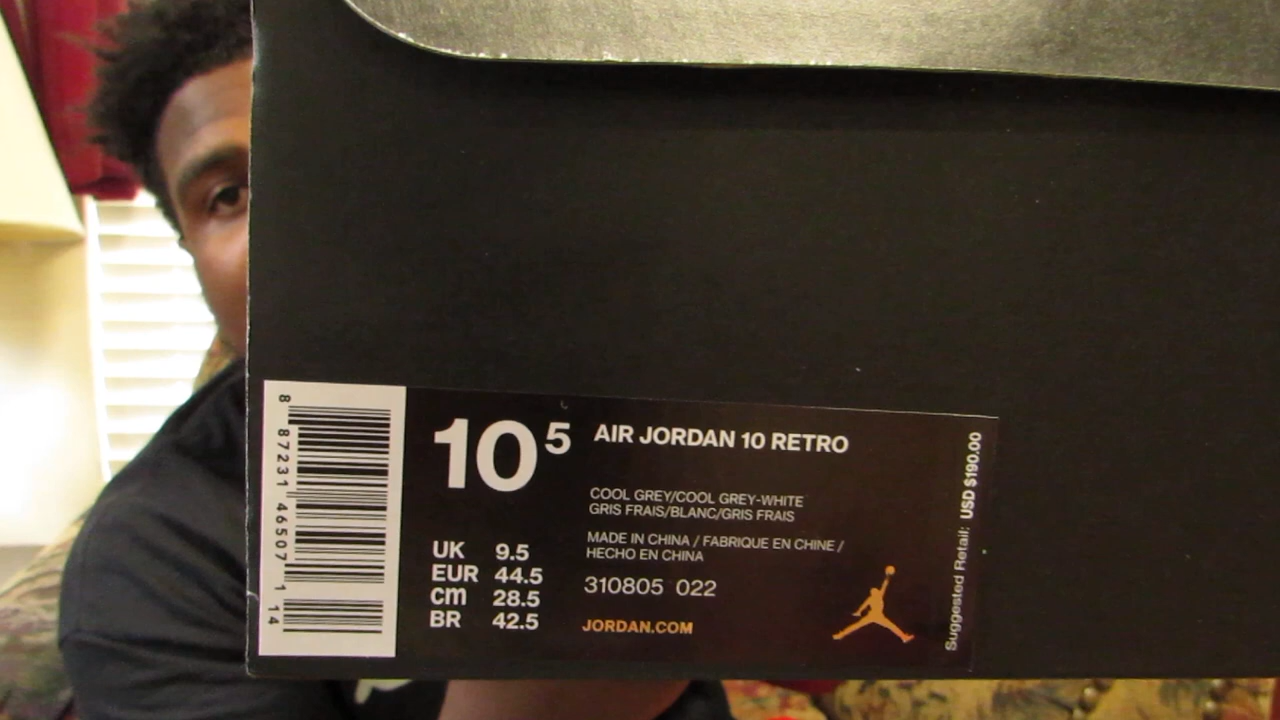 8 87231 46507 1 14
10 5
AIR JORDAN 10 RETRO
COOL GREY/COOL GREY-WHITE
GRIS FRAIS/BLANC/GRIS FRAIS
MADE IN CHINA / FABRIQUE EN CHINE /
HECHO EN CHINA
310805 022
JORDAN.COM
UK 9.5
EUR 44.5
cm 28.5
BR 42.5
Suggested Retail: USD $190.00